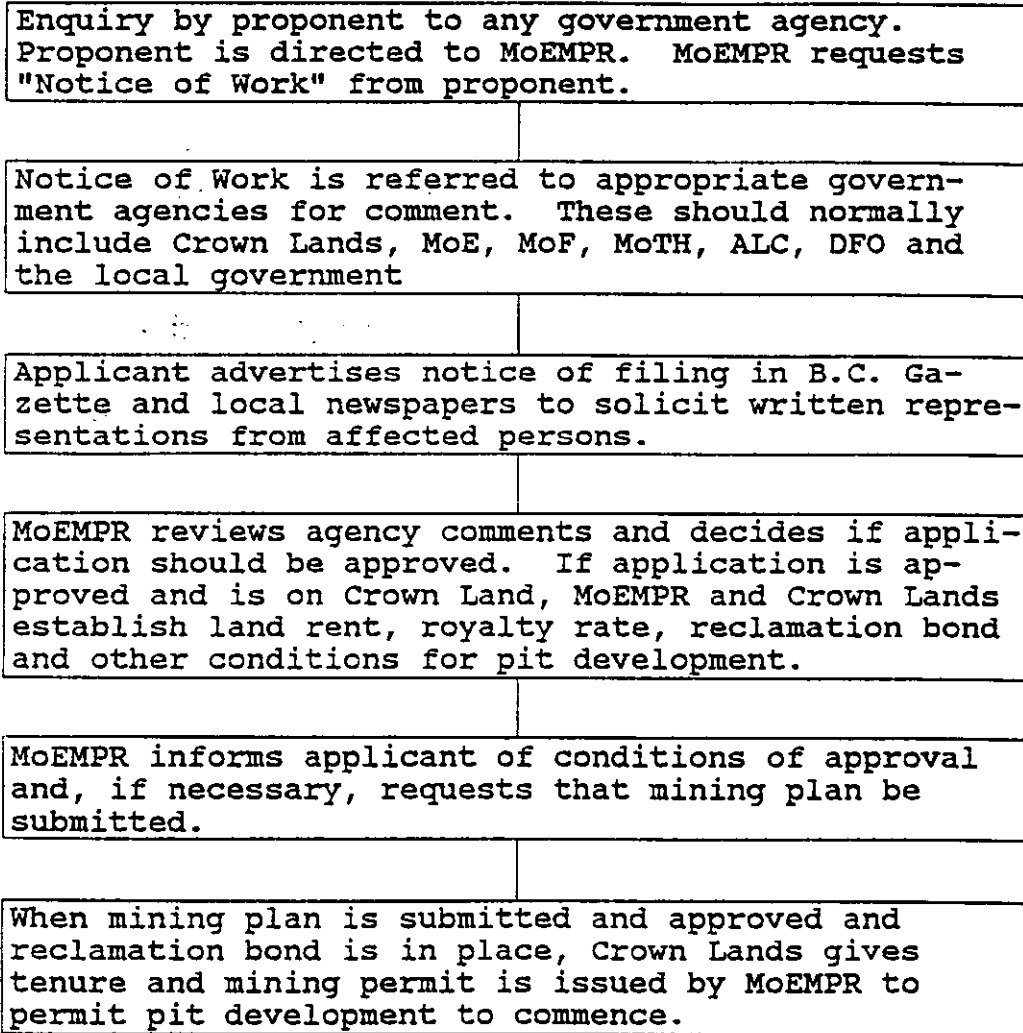 Enquiry by proponent to any government agency.
Proponent is directed to MoEMPR.  MoEMPR requests
"Notice of Work" from proponent.
Notice of Work is referred to appropriate govern-
ment agencies for comment.  These should normally
include Crown Lands, MoE, MoF, MoTH, ALC, DFO and
the local government
Applicant advertises notice of filing in B.C. Ga-
zette and local newspapers to solicit written repre-
sentations from affected persons.
MoEMPR reviews agency comments and decides if appli-
cation should be approved.  If application is ap-
proved and is on Crown Land, MoEMPR and Crown Lands
establish land rent, royalty rate, reclamation bond
and other conditions for pit development.
MoEMPR informs applicant of conditions of approval
and, if necessary, requests that mining plan be
submitted.
When mining plan is submitted and approved and
reclamation bond is in place, Crown Lands gives
tenure and mining permit is issued by MoEMPR to
permit pit development to commence.